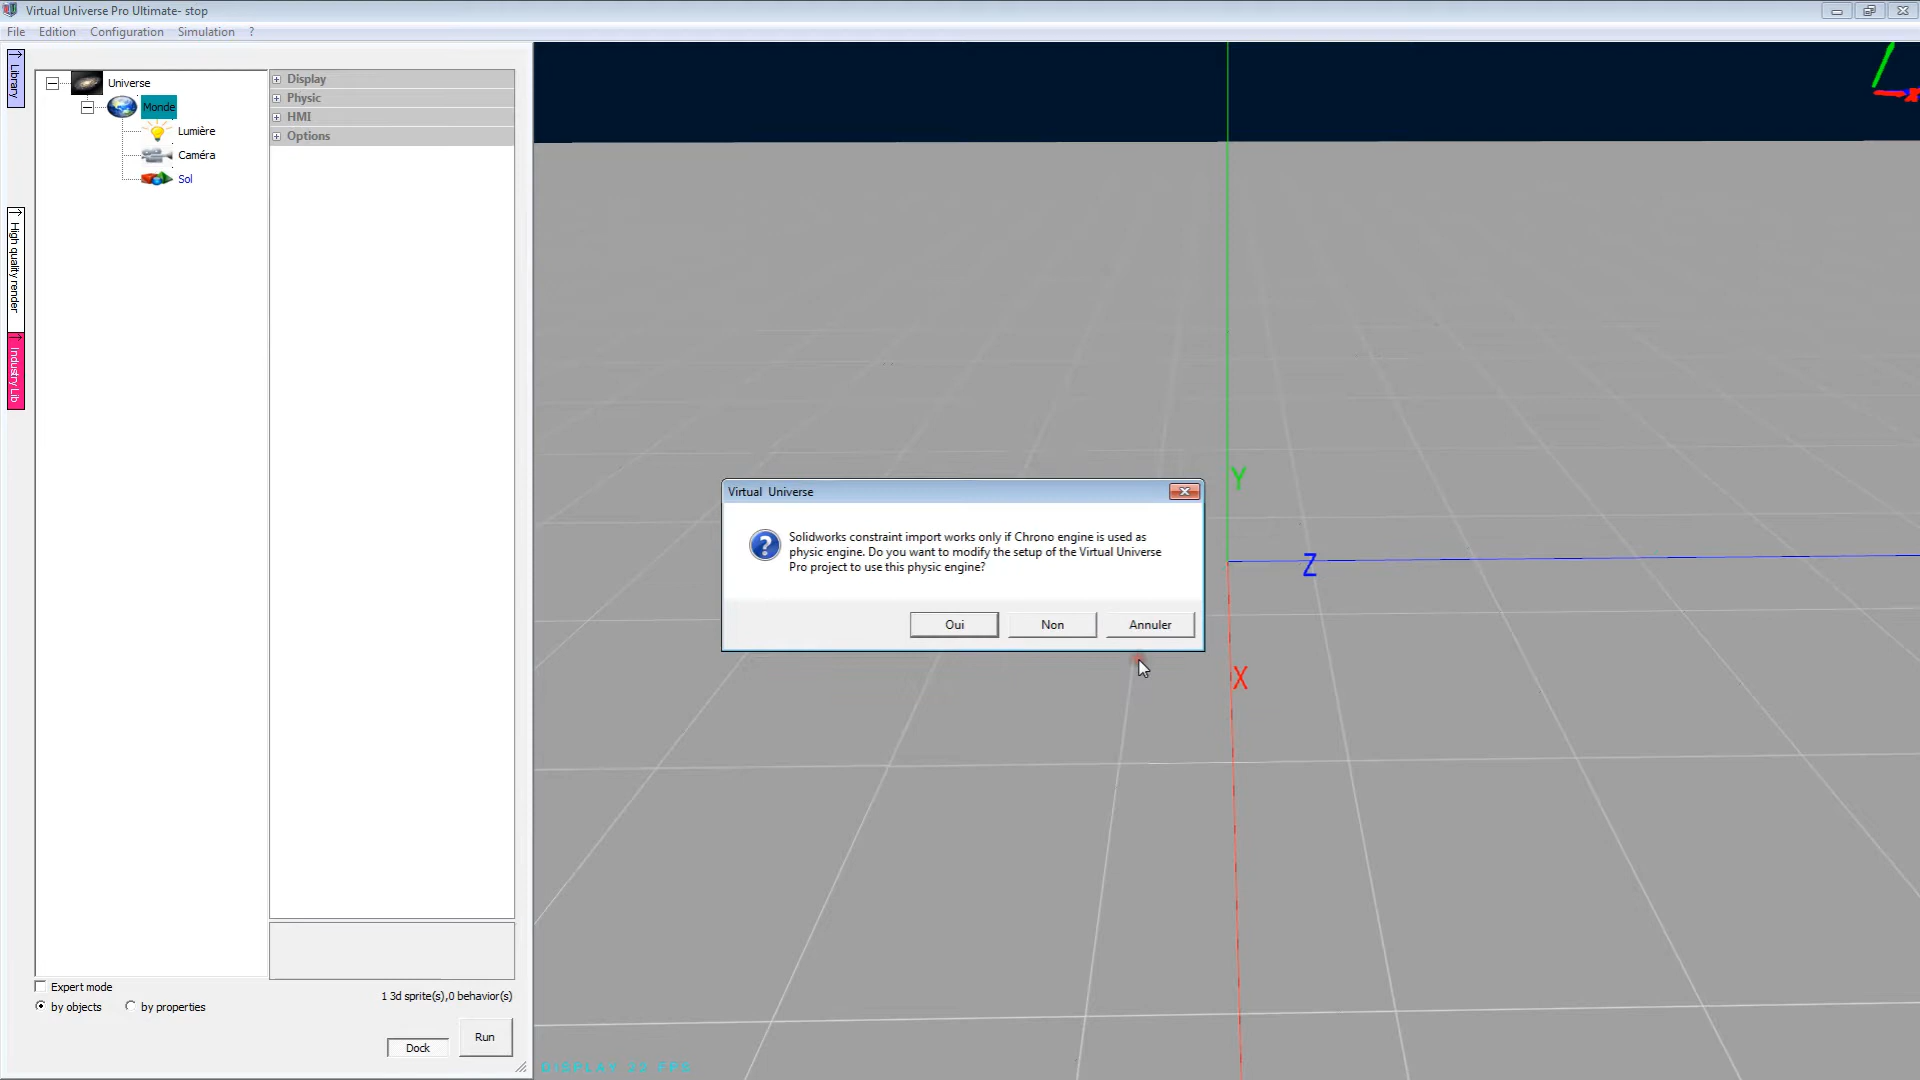 Virtual Universe Pro Ultimate- stop
File Edition Configuration Simulation ?
Library
High quality render
Industry Lib
Universe
Monde
Lumière
Caméra
Sol
Display
Physic
HMI
Options
Y
Z
X
X
Virtual Universe
Solidworks constraint import works only if Chrono engine is used as
physic engine. Do you want to modify the setup of the Virtual Universe
Pro project to use this physic engine?
Oui Non Annuler
Expert mode
by objects by properties
1 3d sprite(s),0 behavior(s)
Run
Dock
DISPLAY
FPS